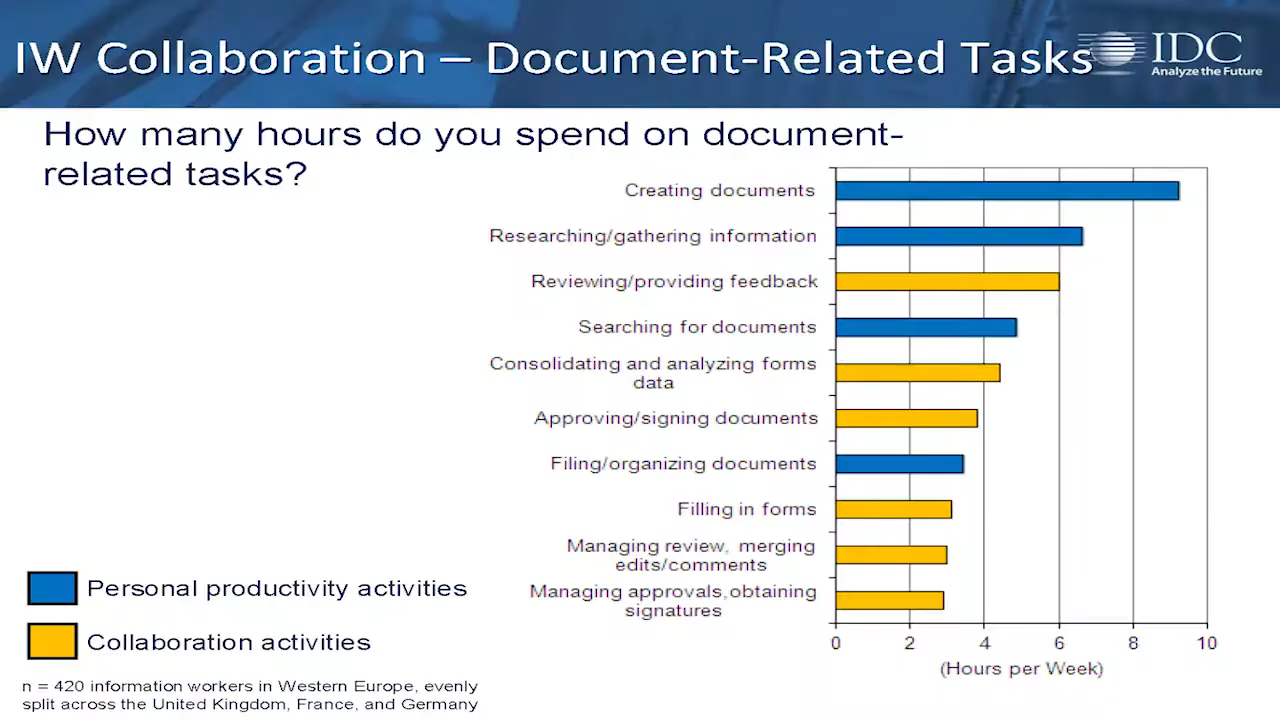 IW Collaboration – Document-Related Tasks
IDC
Analyze the Future
How many hours do you spend on document-
related tasks?
Creating documents
Researching/gathering information
Reviewing/providing feedback
Searching for documents
Consolidating and analyzing forms
data
Approving/signing documents
Filing/organizing documents
Filling in forms
Managing review, merging
edits/comments
Managing approvals,obtaining
signatures
0 2 4 6 8 10
(Hours per Week)
Personal productivity activities
Collaboration activities
n = 420 information workers in Western Europe, evenly
split across the United Kingdom, France, and Germany